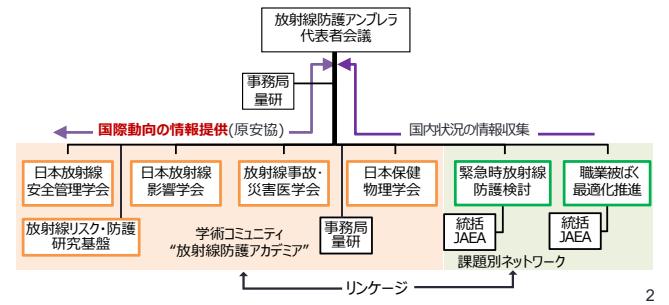 放射線防護アンブレラ
代表者会議
事務局
量研
国際動向の情報提供(原安協)
国内状況の情報収集
日本放射線
安全管理学会
日本放射線
影響学会
放射線事故・
災害医学会
日本保健
物理学会
緊急時放射線
防護検討
職業被ばく
最適化推進
放射線リスク・防護
研究基盤
学術コミュニティ
“放射線防護アカデミア”
事務局
量研
統括
JAEA
統括
JAEA
課題別ネットワーク
リンケージ
2